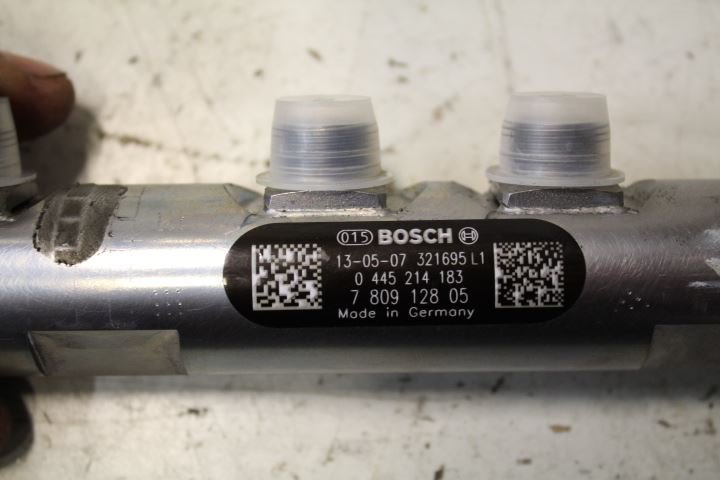 015 BOSCH
13-05-07 321695 L1
0 445 214 183
7 809 128 05
Made in Germany